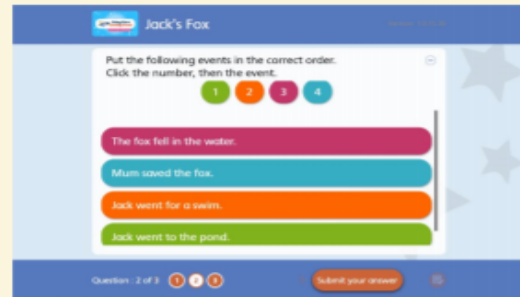 Jack's Fox
Put the following events in the correct order.
Click the number, then the event.
1 2 3 4
The fox fell in the water.
Mum saved the fox.
Jack went for a swim.
Jack went to the pond.
Question : 2 of 3 1 2 3 Submit your answer